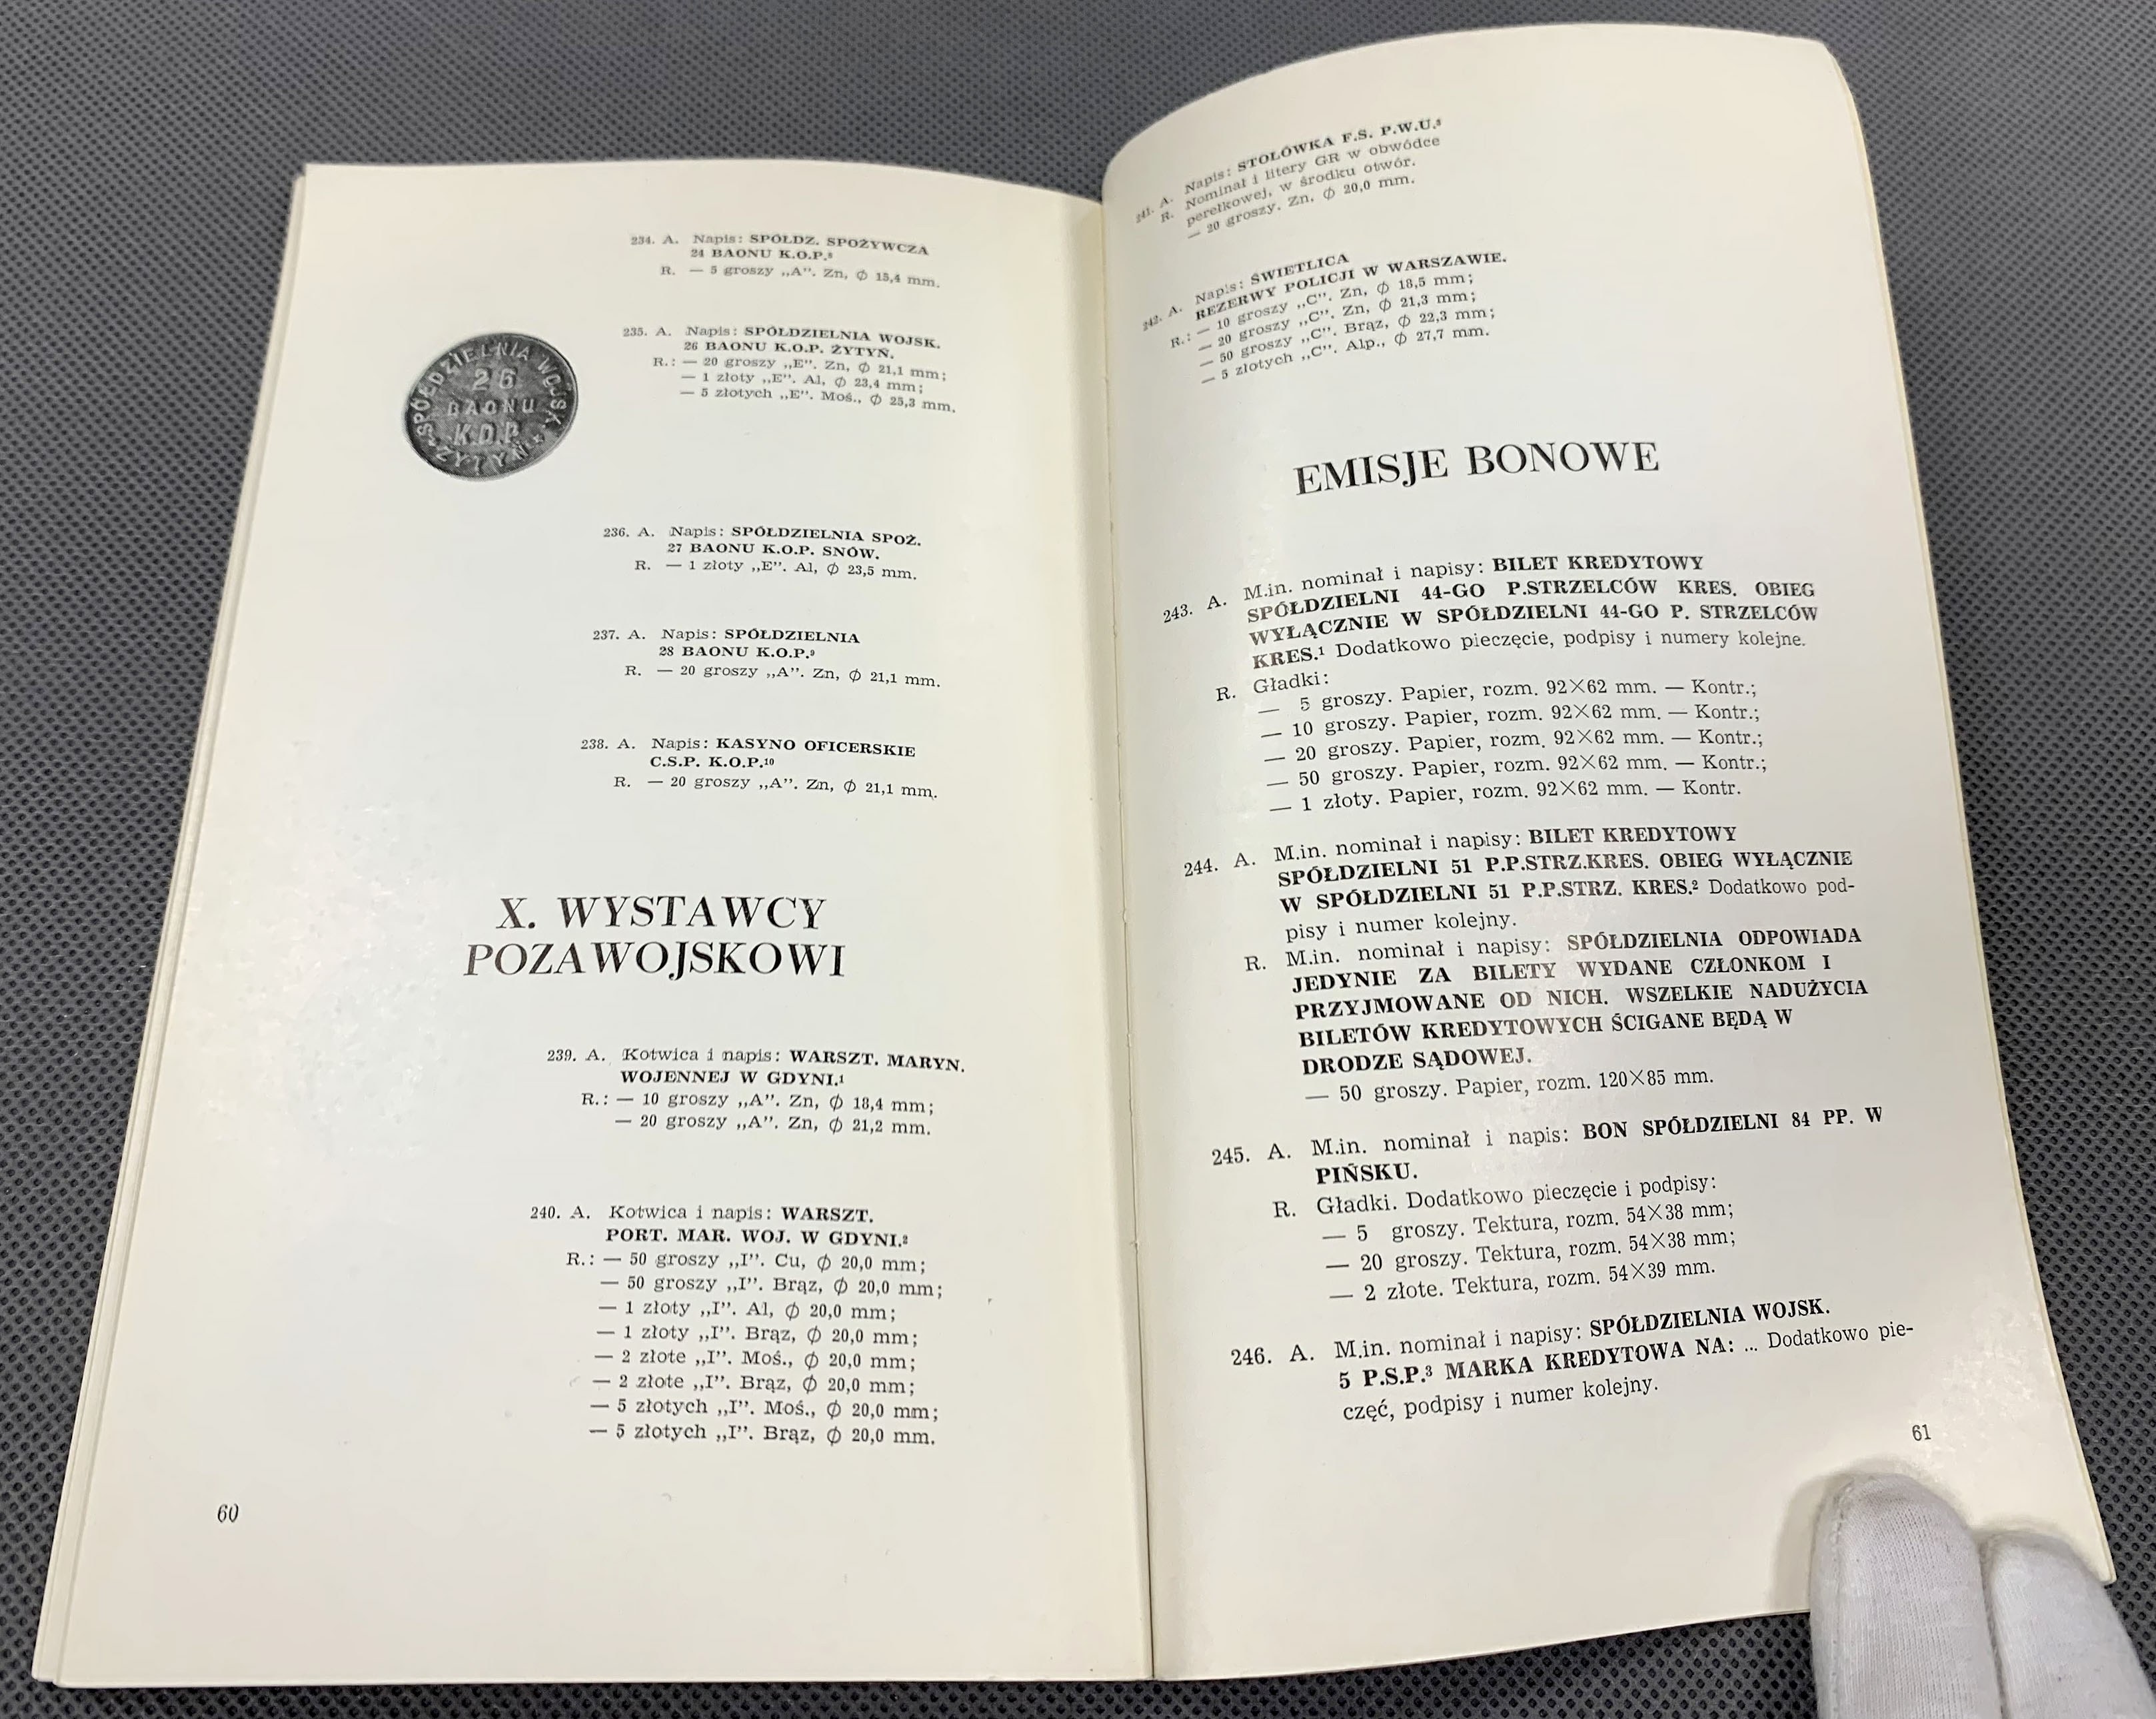 234. A. Napis: SPÓŁDZ. SPOŻYWCZA
24 BAONU K.O.P.⁸
R. — 5 groszy „A”. Zn, ϕ 15,4 mm.
SPÓŁDZIELNIA WOJSK.
26
BAONU
K.O.P.
ŻYTYŃ
235. A. Napis: SPÓŁDZIELNIA WOJSK.
26 BAONU K.O.P. ŻYTYŃ.
R.: — 20 groszy „E”. Zn, ϕ 21,1 mm;
— 1 złoty „E”. Al, ϕ 23,4 mm;
— 5 złotych „E”. Moś., ϕ 25,3 mm.
236. A. Napis: SPÓŁDZIELNIA SPOŻ.
27 BAONU K.O.P. SNÓW.
R. — 1 złoty „E”. Al, ϕ 23,5 mm.
237. A. Napis: SPÓŁDZIELNIA
28 BAONU K.O.P.⁹
R. — 20 groszy „A”. Zn, ϕ 21,1 mm.
238. A. Napis: KASYNO OFICERSKIE
C.S.P. K.O.P.¹⁰
R. — 20 groszy „A”. Zn, ϕ 21,1 mm.
X. WYSTAWCY
POZAWOJSKOWI
239. A. Kotwica i napis: WARSZT. MARYN.
WOJENNEJ W GDYNI.¹
R.: — 10 groszy „A”. Zn, ϕ 18,4 mm;
— 20 groszy „A”. Zn, ϕ 21,2 mm.
240. A. Kotwica i napis: WARSZT.
PORT. MAR. WOJ. W GDYNI.²
R.: — 50 groszy „I”. Cu, ϕ 20,0 mm;
— 50 groszy „I”. Brąz, ϕ 20,0 mm;
— 1 złoty „I”. Al, ϕ 20,0 mm;
— 1 złoty „I”. Brąz, ϕ 20,0 mm;
— 2 złote „I”. Moś., ϕ 20,0 mm;
— 2 złote „I”. Brąz, ϕ 20,0 mm;
— 5 złotych „I”. Moś., ϕ 20,0 mm;
— 5 złotych „I”. Brąz, ϕ 20,0 mm.
60
241. A. Napis: STOŁÓWKA F.S. P.W.U.³
R. Nominał i litery GR w obwódce
perełkowej, w środku otwór.
— 20 groszy. Zn, ϕ 20,0 mm.
242. A. Napis: ŚWIETLICA
REZERWY POLICJI W WARSZAWIE.
R.: — 10 groszy „C”. Zn, ϕ 18,5 mm;
— 20 groszy „C”. Zn, ϕ 21,3 mm;
— 50 groszy „C”. Brąz, ϕ 22,3 mm;
— 5 złotych „C”. Alp., ϕ 27,7 mm.
EMISJE BONOWE
243. A. M.in. nominał i napisy: BILET KREDYTOWY
SPÓŁDZIELNI 44-GO P.STRZELCÓW KRES. OBIEG
WYŁĄCZNIE W SPÓŁDZIELNI 44-GO P. STRZELCÓW
KRES.¹ Dodatkowo pieczęcie, podpisy i numery kolejne.
R. Gładki:
— 5 groszy. Papier, rozm. 92×62 mm. — Kontr.;
— 10 groszy. Papier, rozm. 92×62 mm. — Kontr.;
— 20 groszy. Papier, rozm. 92×62 mm. — Kontr.;
— 50 groszy. Papier, rozm. 92×62 mm. — Kontr.;
— 1 złoty. Papier, rozm. 92×62 mm. — Kontr.
244. A. M.in. nominał i napisy: BILET KREDYTOWY
SPÓŁDZIELNI 51 P.P.STRZ.KRES. OBIEG WYŁĄCZNIE
W SPÓŁDZIELNI 51 P.P.STRZ. KRES.² Dodatkowo pod-
pisy i numer kolejny.
R. M.in. nominał i napisy: SPÓŁDZIELNIA ODPOWIADA
JEDYNIE ZA BILETY WYDANE CZŁONKOM I
PRZYJMOWANE OD NICH. WSZELKIE NADUŻYCIA
BILETÓW KREDYTOWYCH ŚCIGANE BĘDĄ W
DRODZE SĄDOWEJ.
— 50 groszy. Papier, rozm. 120×85 mm.
245. A. M.in. nominał i napis: BON SPÓŁDZIELNI 84 PP. W
PIŃSKU.
R. Gładki. Dodatkowo pieczęcie i podpisy:
— 5 groszy. Tektura, rozm. 54×38 mm;
— 20 groszy. Tektura, rozm. 54×38 mm;
— 2 złote. Tektura, rozm. 54×39 mm.
246. A. M.in. nominał i napisy: SPÓŁDZIELNIA WOJSK.
5 P.S.P.³ MARKA KREDYTOWA NA: ... Dodatkowo pie-
częć, podpisy i numer kolejny.
61